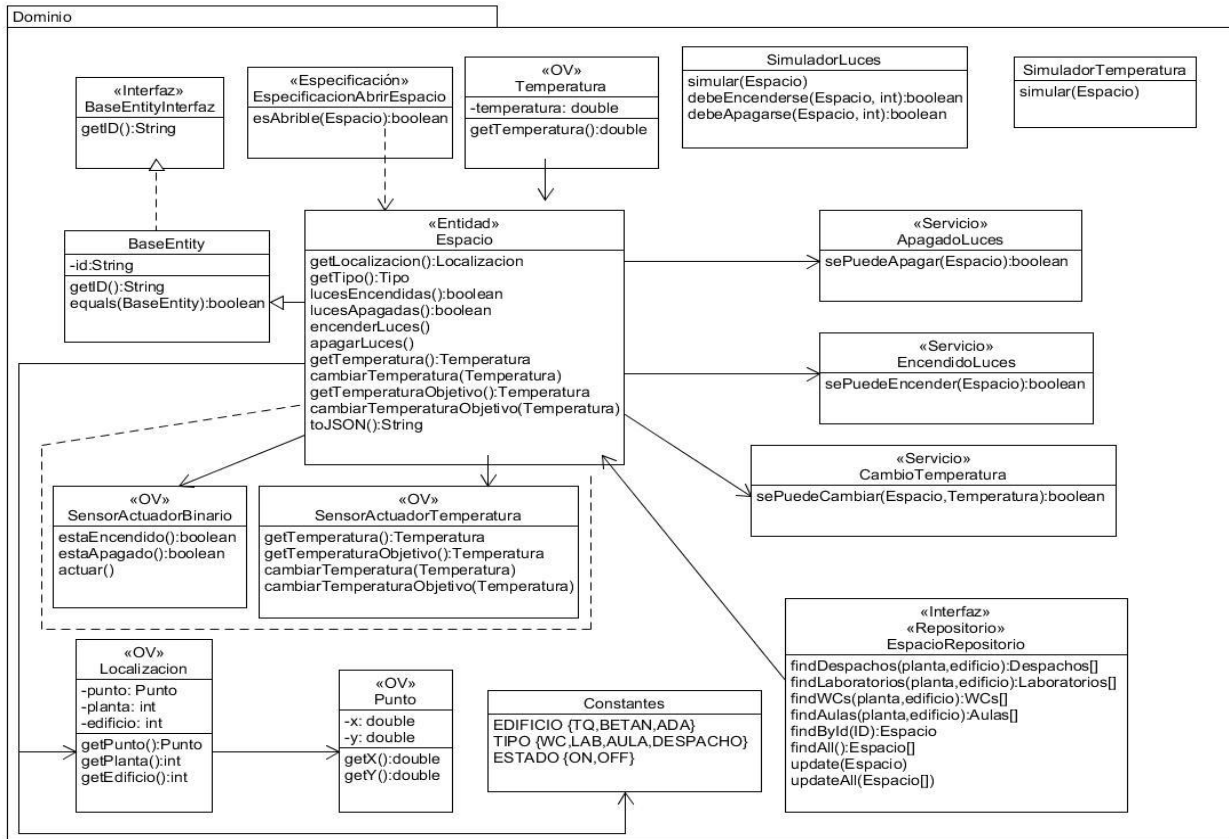 Dominio
«Interfaz»
BaseEntityInterfaz
getID():String
«Especificación»
EspecificacionAbrirEspacio
esAbrible(Espacio):boolean
«OV»
Temperatura
-temperatura: double
getTemperatura():double
SimuladorLuces
simular(Espacio)
debeEncenderse(Espacio, int):boolean
debeApagarse(Espacio, int):boolean
SimuladorTemperatura
simular(Espacio)
BaseEntity
-id:String
getID():String
equals(BaseEntity):boolean
«Entidad»
Espacio
getLocalizacion():Localizacion
getTipo():Tipo
lucesEncendidas():boolean
lucesApagadas():boolean
encenderLuces()
apagarLuces()
getTemperatura():Temperatura
cambiarTemperatura(Temperatura)
getTemperaturaObjetivo():Temperatura
cambiarTemperaturaObjetivo(Temperatura)
toJSON():String
«Servicio»
ApagadoLuces
sePuedeApagar(Espacio):boolean
«Servicio»
EncendidoLuces
sePuedeEncender(Espacio):boolean
«Servicio»
CambioTemperatura
sePuedeCambiar(Espacio,Temperatura):boolean
«OV»
SensorActuadorBinario
estaEncendido():boolean
estaApagado():boolean
actuar()
«OV»
SensorActuadorTemperatura
getTemperatura():Temperatura
getTemperaturaObjetivo():Temperatura
cambiarTemperatura(Temperatura)
cambiarTemperaturaObjetivo(Temperatura)
«Interfaz»
«Repositorio»
EspacioRepositorio
findDespachos(planta,edificio):Despachos[]
findLaboratorios(planta,edificio):Laboratorios[]
findWCs(planta,edificio):WCs[]
findAulas(planta,edificio):Aulas[]
findById(ID):Espacio
findAll():Espacio[]
update(Espacio)
updateAll(Espacio[])
«OV»
Localizacion
-punto: Punto
-planta: int
-edificio: int
getPunto():Punto
getPlanta():int
getEdificio():int
«OV»
Punto
-x: double
-y: double
getX():double
getY():double
Constantes
EDIFICIO {TQ,BETAN,ADA}
TIPO {WC,LAB,AULA,DESPACHO}
ESTADO {ON,OFF}